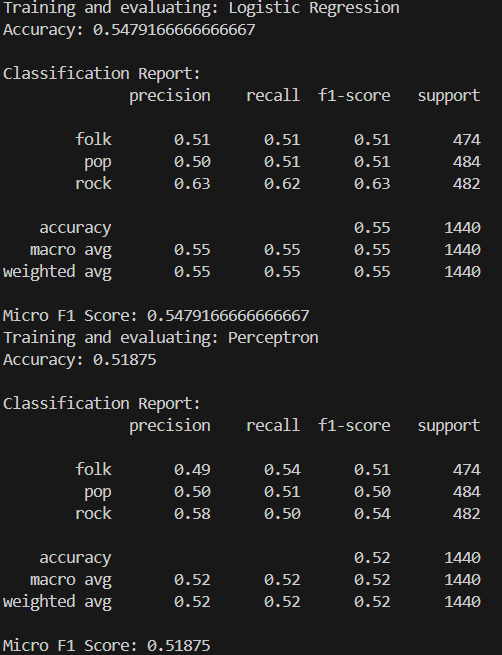 Training and evaluating: Logistic Regression
Accuracy: 0.5479166666666667
Classification Report:
precision recall f1-score support
folk 0.51 0.51 0.51 474
pop 0.50 0.51 0.51 484
rock 0.63 0.62 0.63 482
accuracy 0.55 1440
macro avg 0.55 0.55 0.55 1440
weighted avg 0.55 0.55 0.55 1440
Micro F1 Score: 0.5479166666666667
Training and evaluating: Perceptron
Accuracy: 0.51875
Classification Report:
precision recall f1-score support
folk 0.49 0.54 0.51 474
pop 0.50 0.51 0.50 484
rock 0.58 0.50 0.54 482
accuracy 0.52 1440
macro avg 0.52 0.52 0.52 1440
weighted avg 0.52 0.52 0.52 1440
Micro F1 Score: 0.51875